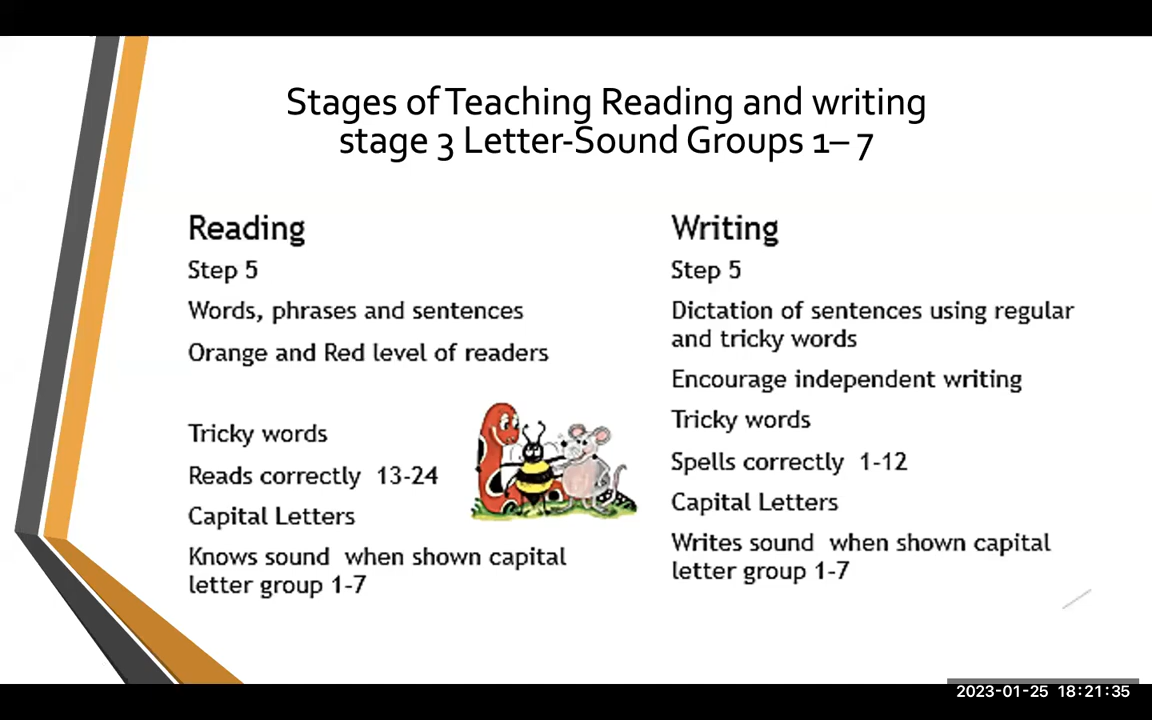 Stages of Teaching Reading and writing
stage 3 Letter-Sound Groups 1– 7
Reading
Step 5
Words, phrases and sentences
Orange and Red level of readers
Tricky words
Reads correctly 13-24
Capital Letters
Knows sound when shown capital
letter group 1-7
Writing
Step 5
Dictation of sentences using regular
and tricky words
Encourage independent writing
Tricky words
Spells correctly 1-12
Capital Letters
Writes sound when shown capital
letter group 1-7
2023-01-25 18:21:35